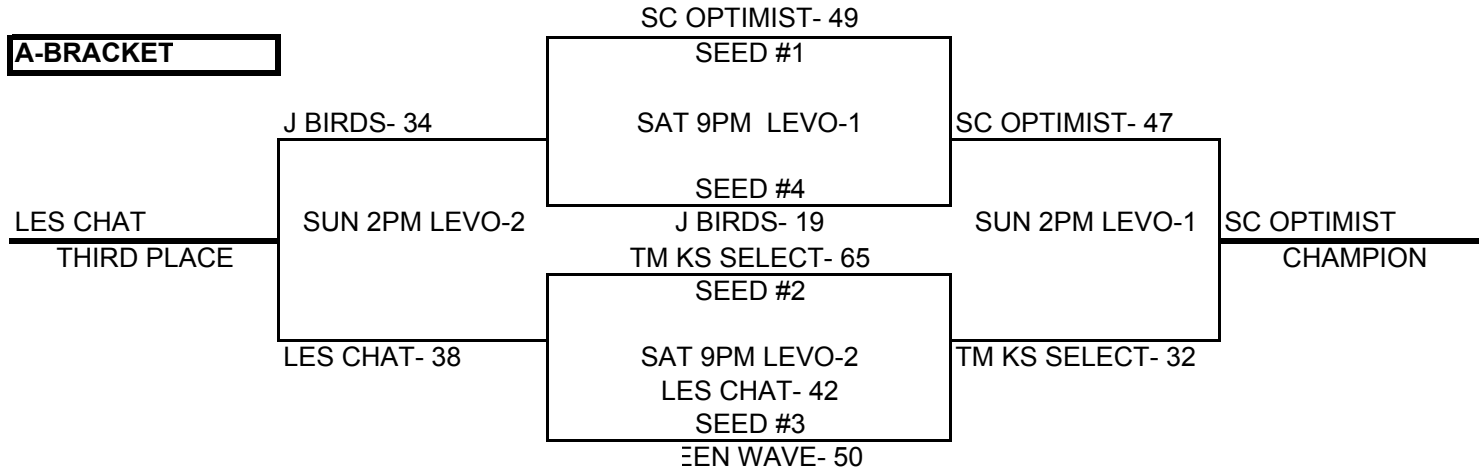 SC OPTIMIST- 49
A-BRACKET
SEED #1
J BIRDS- 34
SAT 9PM LEVO-1
SC OPTIMIST- 47
SEED #4
LES CHAT
SUN 2PM LEVO-2
J BIRDS- 19
SUN 2PM LEVO-1
SC OPTIMIST
THIRD PLACE
TM KS SELECT- 65
CHAMPION
SEED #2
LES CHAT- 38
SAT 9PM LEVO-2
TM KS SELECT- 32
LES CHAT- 42
SEED #3
WAVE- 50